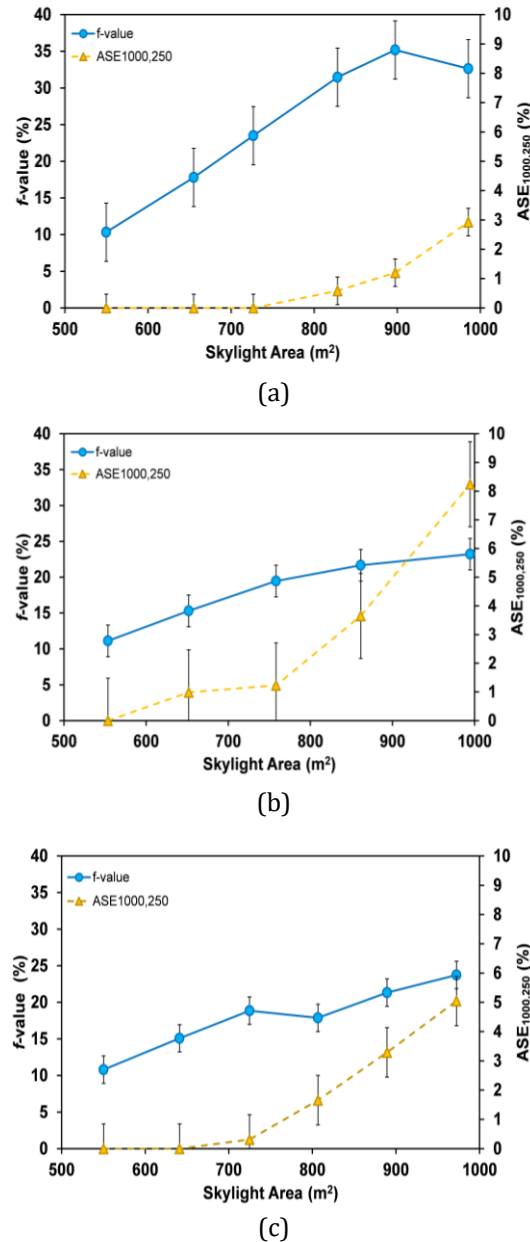 40
35
30
25
20
15
10
5
0
f-value (%)
f-value
ASE1000,250
10
9
8
7
6
5
4
3
2
1
0
ASE1000,250 (%)
500 600 700 800 900 1000
Skylight Area (m²)
(a)
40
35
30
25
20
15
10
5
0
f-value (%)
f-value
ASE1000,250
10
9
8
7
6
5
4
3
2
1
0
ASE1000,250 (%)
500 600 700 800 900 1000
Skylight Area (m²)
(b)
40
35
30
25
20
15
10
5
0
f-value (%)
f-value
ASE1000,250
10
9
8
7
6
5
4
3
2
1
0
ASE1000,250 (%)
500 600 700 800 900 1000
Skylight Area (m²)
(c)